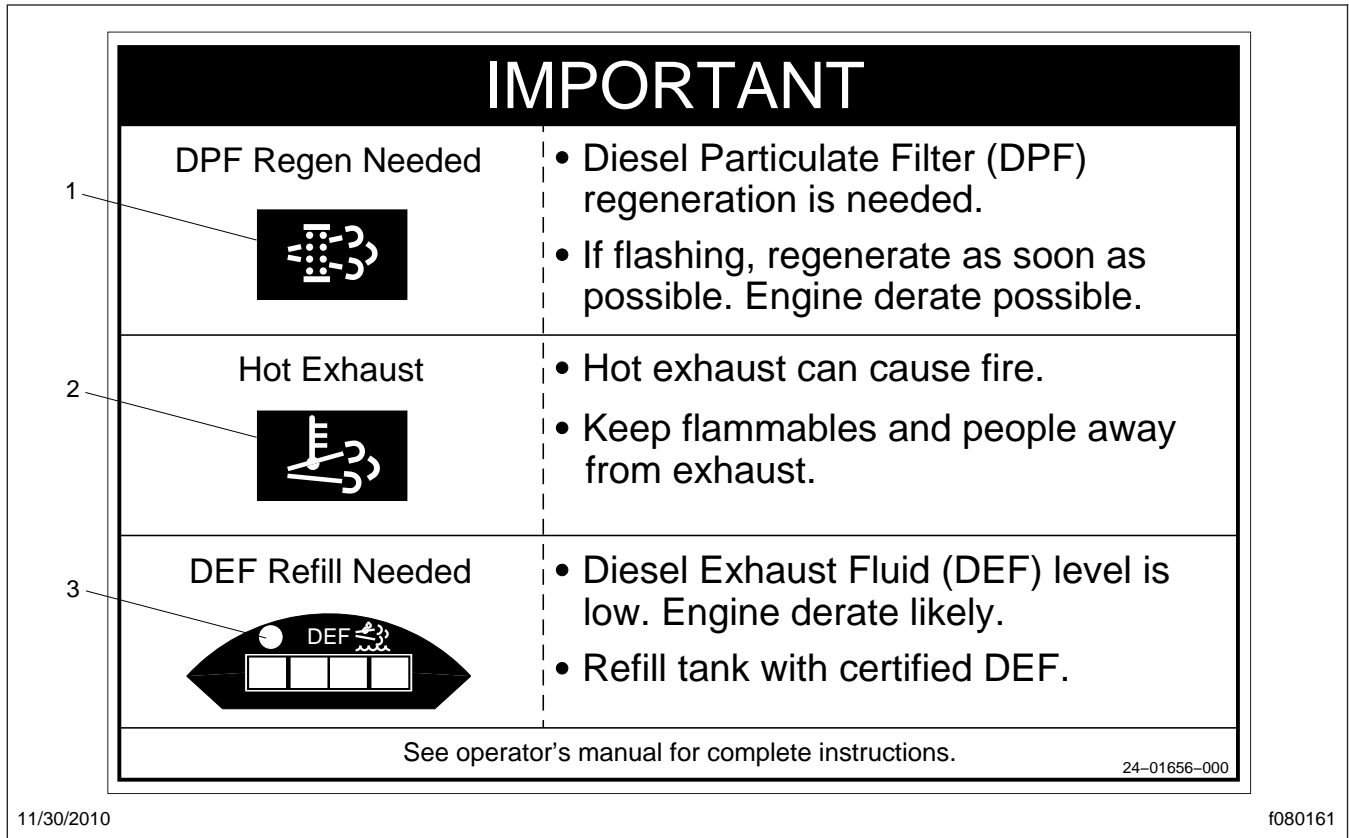 IMPORTANT
1
DPF Regen Needed
• Diesel Particulate Filter (DPF)
regeneration is needed.
• If flashing, regenerate as soon as
possible. Engine derate possible.
2
Hot Exhaust
• Hot exhaust can cause fire.
• Keep flammables and people away
from exhaust.
3
DEF Refill Needed
DEF
• Diesel Exhaust Fluid (DEF) level is
low. Engine derate likely.
• Refill tank with certified DEF.
See operator’s manual for complete instructions.
24–01656–000
11/30/2010
f080161